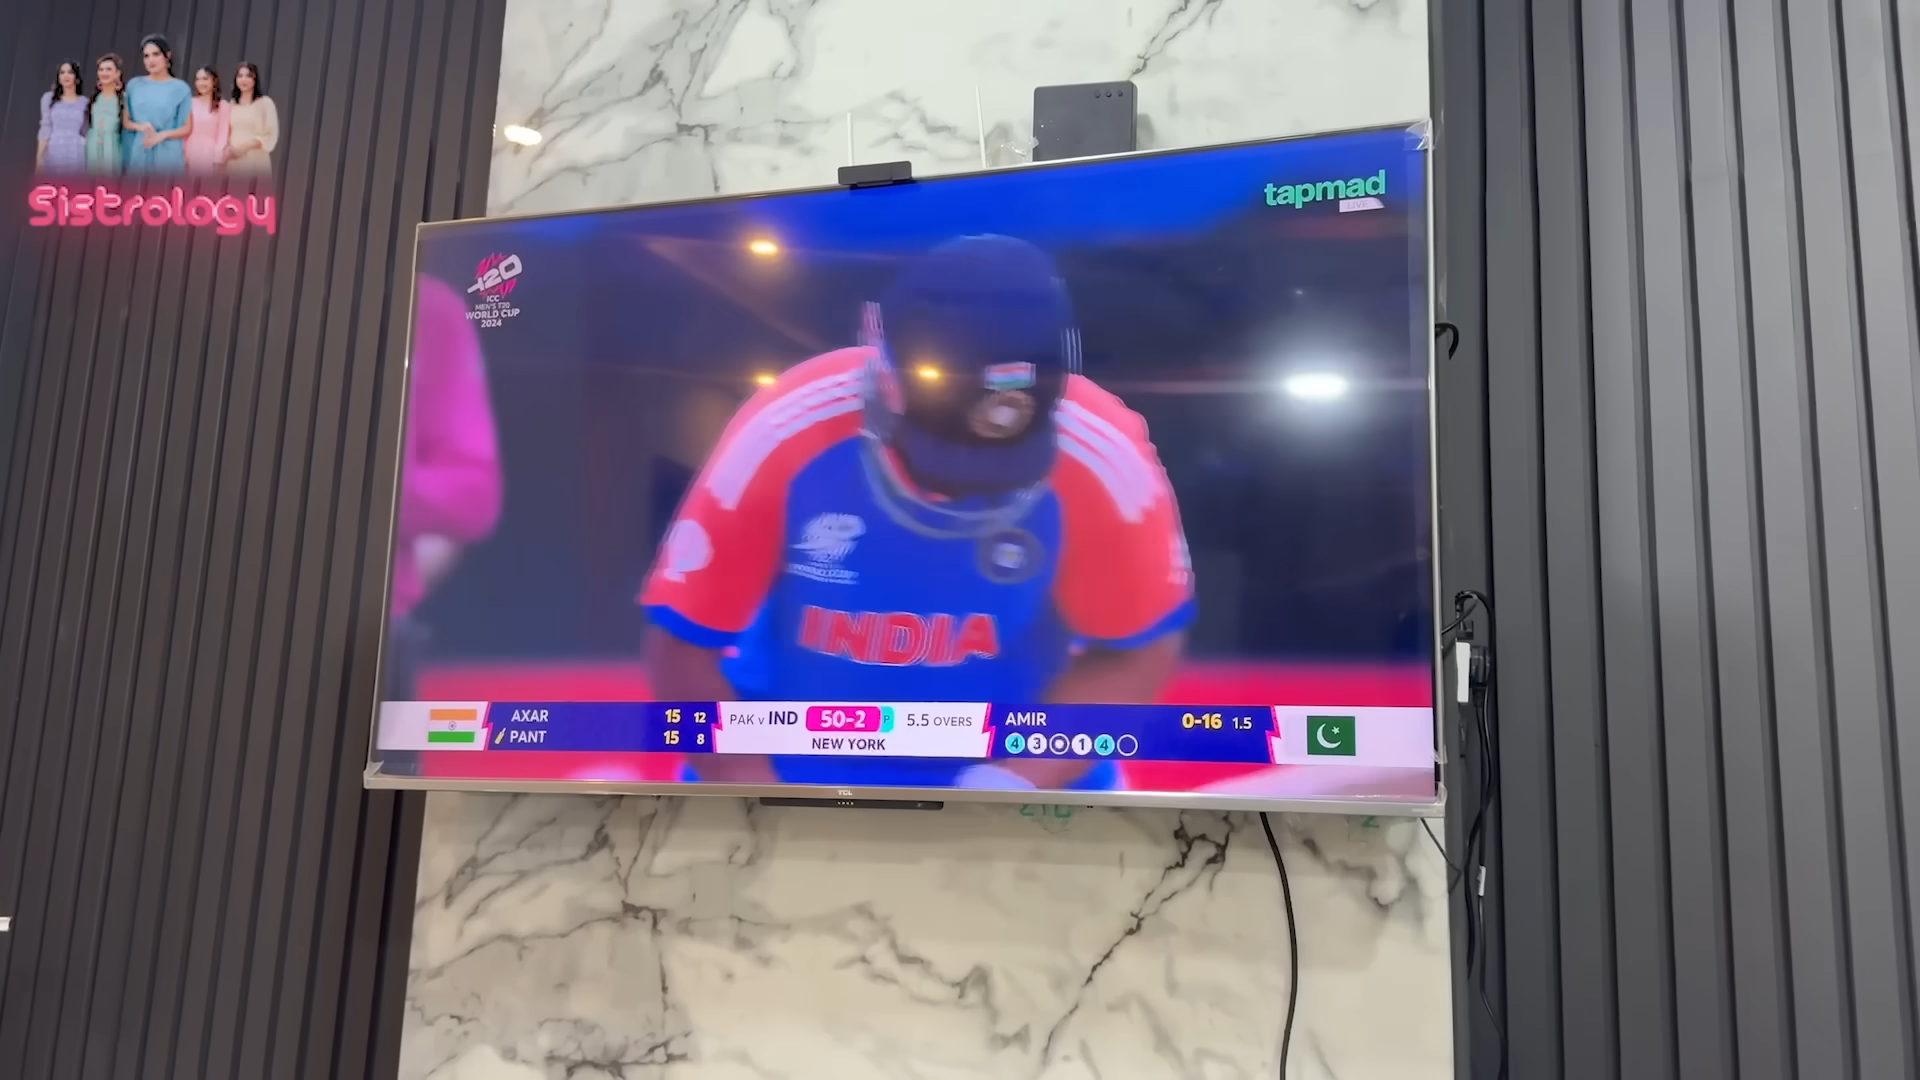 Sistrology
tapmad
LIVE
T20
ICC
MEN'S T20
WORLD CUP
2024
INDIA
AXAR 15 12
PANT 15 8
PAK v IND 50-2 P 5.5 OVERS
NEW YORK
AMIR 0-16 1.5
4 3 1 4
TCL